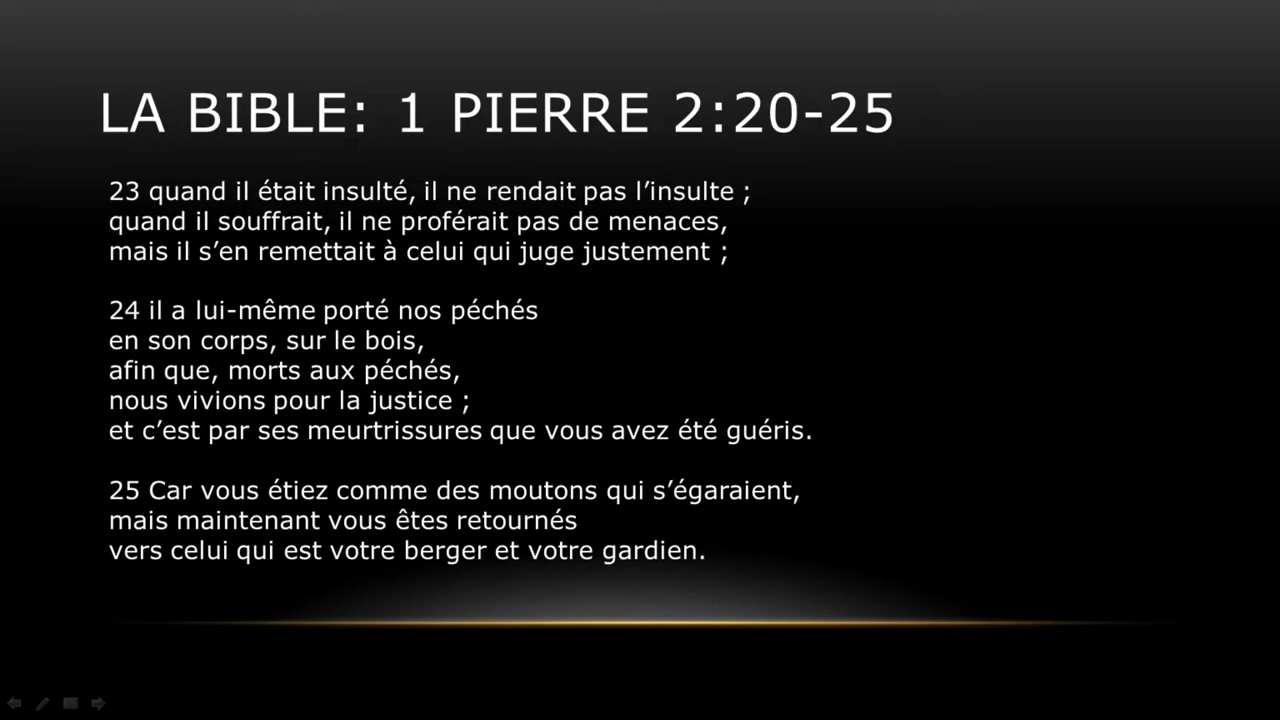 LA BIBLE: 1 PIERRE 2:20-25
23 quand il était insulté, il ne rendait pas l’insulte ;
quand il souffrait, il ne proférait pas de menaces,
mais il s’en remettait à celui qui juge justement ;
24 il a lui-même porté nos péchés
en son corps, sur le bois,
afin que, morts aux péchés,
nous vivions pour la justice ;
et c’est par ses meurtrissures que vous avez été guéris.
25 Car vous étiez comme des moutons qui s’égaraient,
mais maintenant vous êtes retournés
vers celui qui est votre berger et votre gardien.